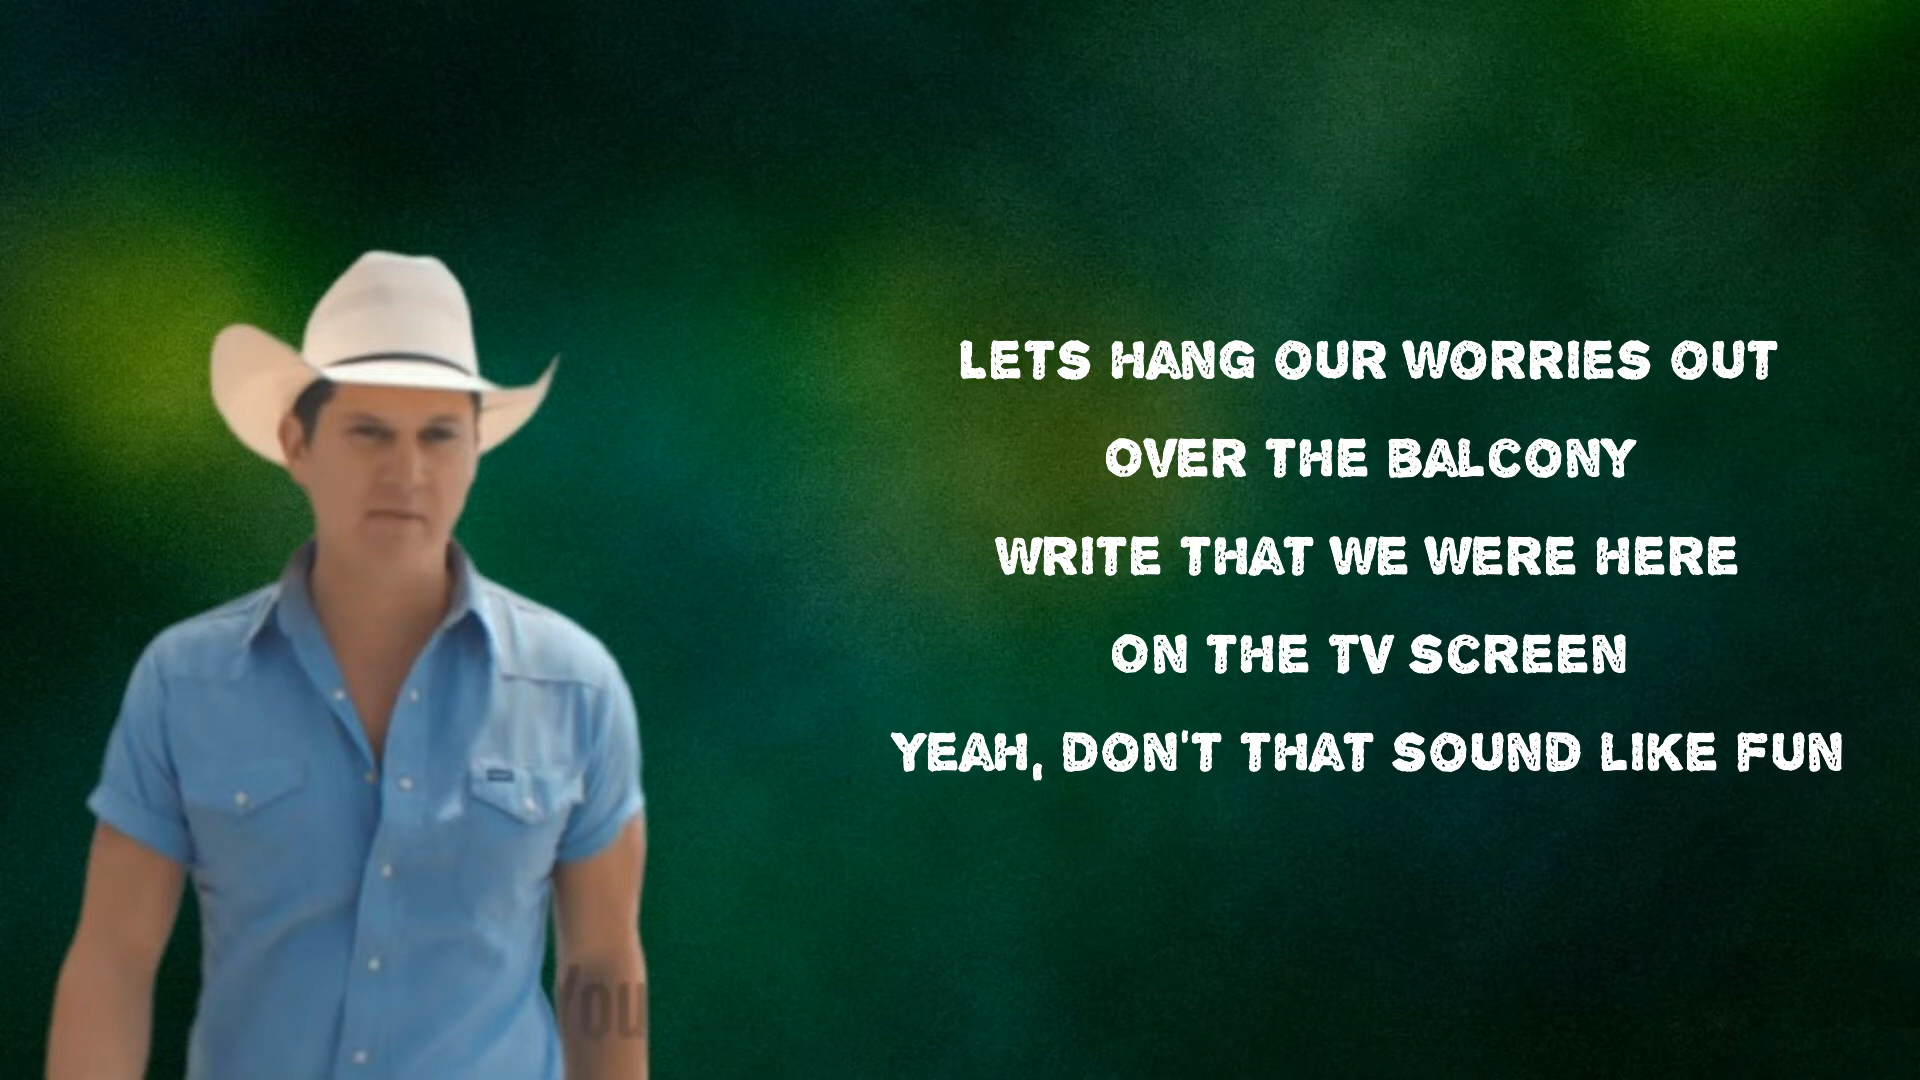 LETS HANG OUR WORRIES OUT
OVER THE BALCONY
WRITE THAT WE WERE HERE
ON THE TV SCREEN
YEAH, DON'T THAT SOUND LIKE FUN
You